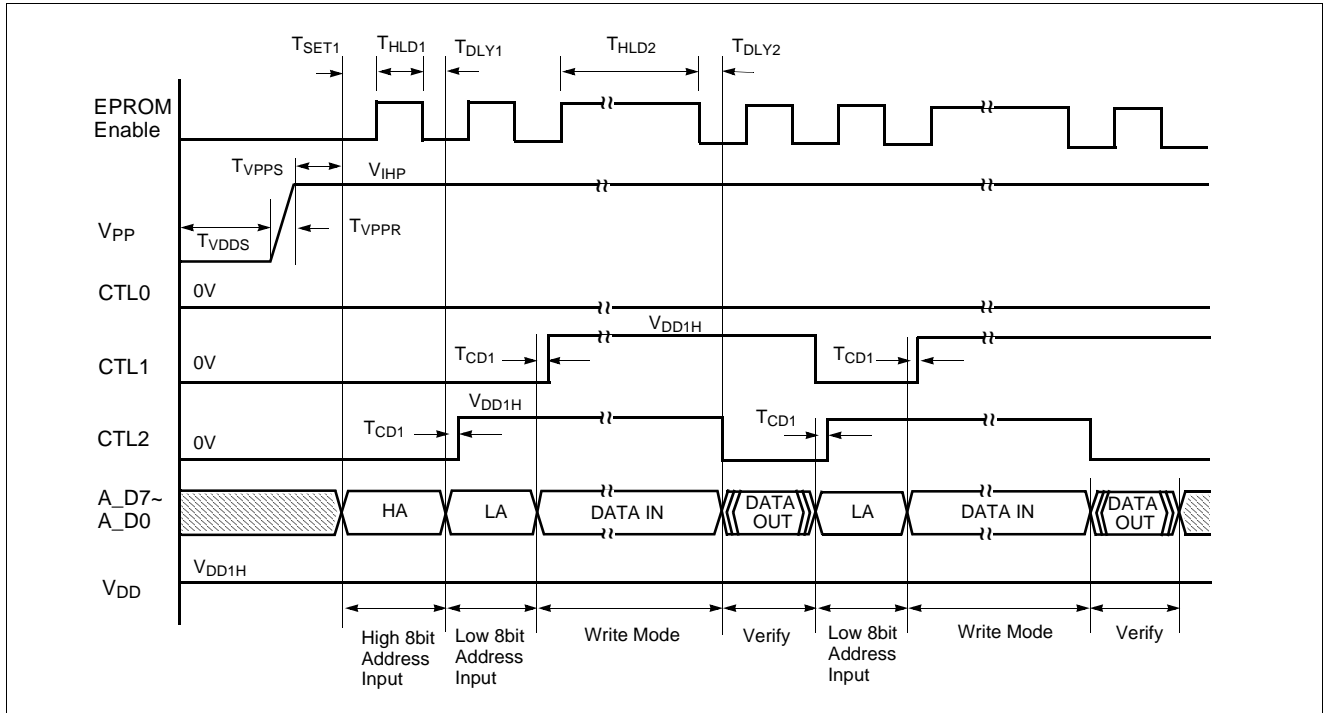 TSET1 THLD1 TDLY1 THLD2 TDLY2
EPROM
Enable
TVPPS VIHP
VPP
TVDDS TVPPR
CTL0 0V
VDD1H
CTL1 0V TCD1 TCD1
VDD1H
CTL2 0V TCD1 TCD1
A_D7~
A_D0
HA LA DATA IN DATA
OUT LA DATA IN DATA
OUT
VDD1H
VDD
High 8bit
Address
Input
Low 8bit
Address
Input
Write Mode
Verify
Low 8bit
Address
Input
Write Mode
Verify